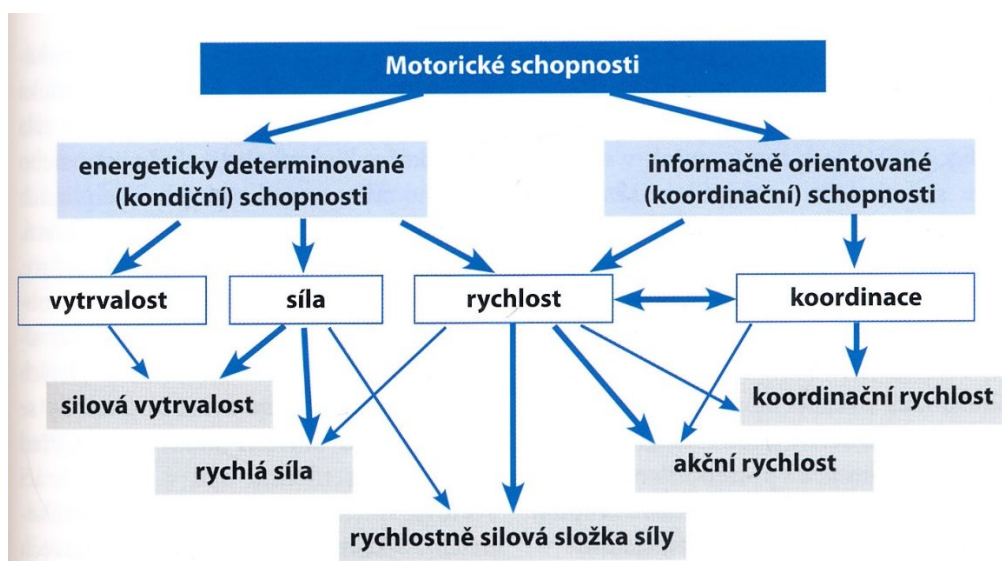 Motorické schopnosti
energeticky determinované
(kondiční) schopnosti
informačně orientované
(koordinační) schopnosti
vytrvalost
síla
rychlost
koordinace
silová vytrvalost
koordinační rychlost
rychlá síla
akční rychlost
rychlostně silová složka síly